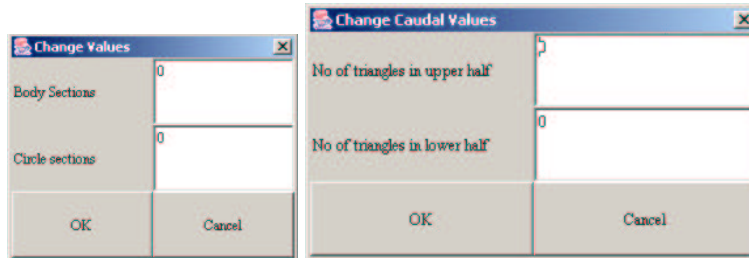 Change Values
Body Sections
0
Circle sections
0
OK Cancel
Change Caudal Values
No of triangles in upper half
0
No of triangles in lower half
0
OK Cancel